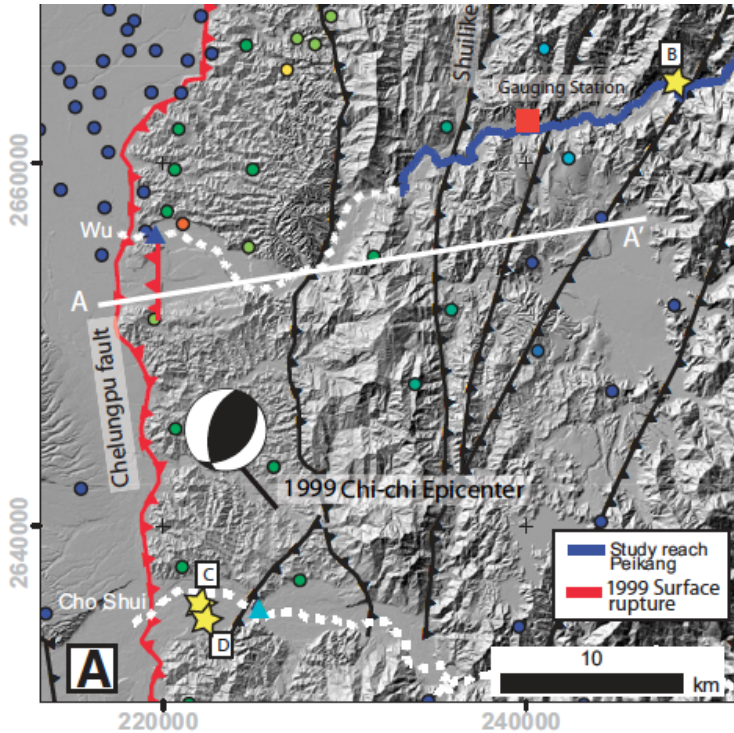 B
Shuilike
Gauging Station
2660000
Wu
A'
A
Chelungpu fault
1999 Chi-chi Epicenter
2640000
C
Cho Shui
D
Study reach
Peikang
1999 Surface
rupture
A
10
km
220000
240000